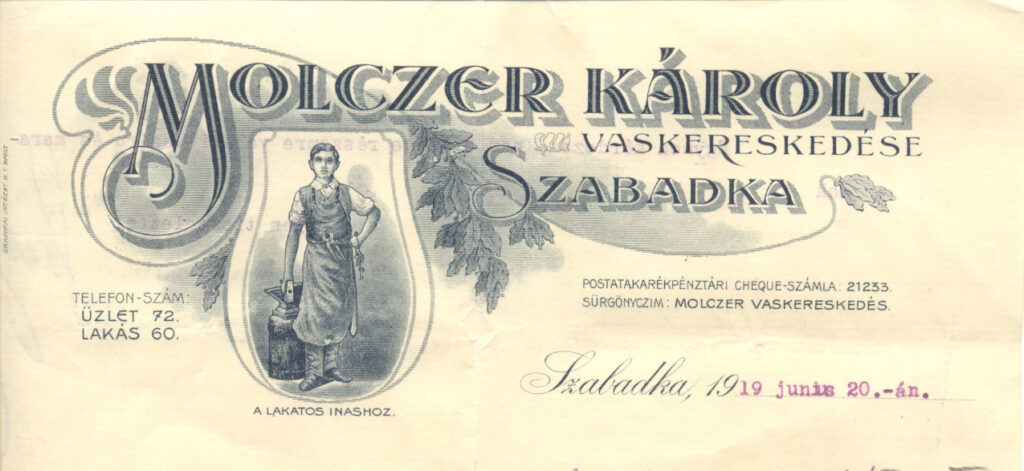 MOLCZER KÁROLY
VASKERESKEDÉSE
SZABADKA
TELEFON-SZÁM:
ÜZLET 72.
LAKÁS 60.
POSTATAKARÉKPÉNZTÁRI CHEQUE-SZÁMLA: 21233.
SÜRGÖNYCZIM: MOLCZER VASKERESKEDÉS.
A LAKATOS INASHOZ.
Szabadka, 1919 junius 20.-án.